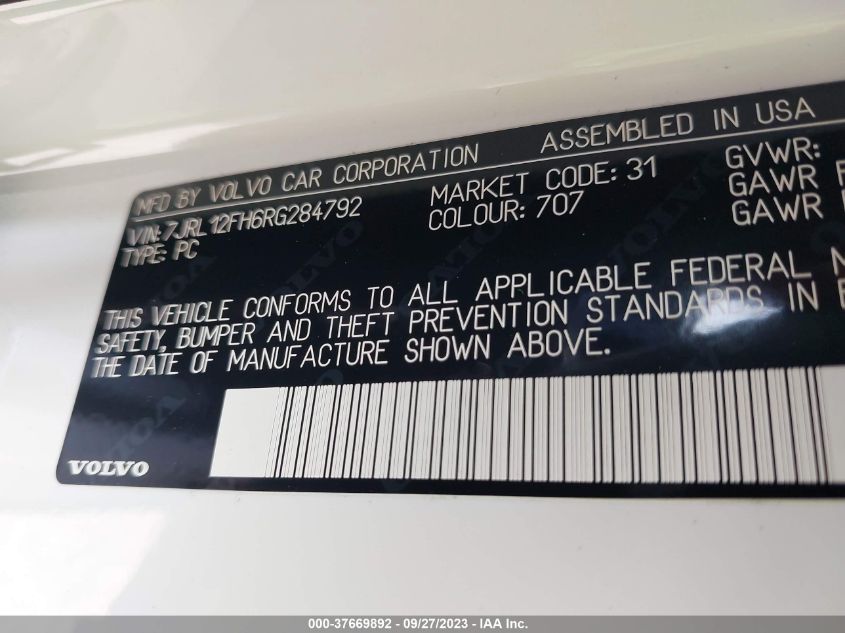 MFD BY VOLVO CAR CORPORATION ASSEMBLED IN USA
VIN: 7JRL12FH6RG284792 MARKET CODE: 31 GVWR:
TYPE: PC COLOUR: 707 GAWR F
GAWR
THIS VEHICLE CONFORMS TO ALL APPLICABLE FEDERAL M
SAFETY, BUMPER AND THEFT PREVENTION STANDARDS IN E
THE DATE OF MANUFACTURE SHOWN ABOVE.
VOLVO
000-37669892 - 09/27/2023 - IAA Inc.